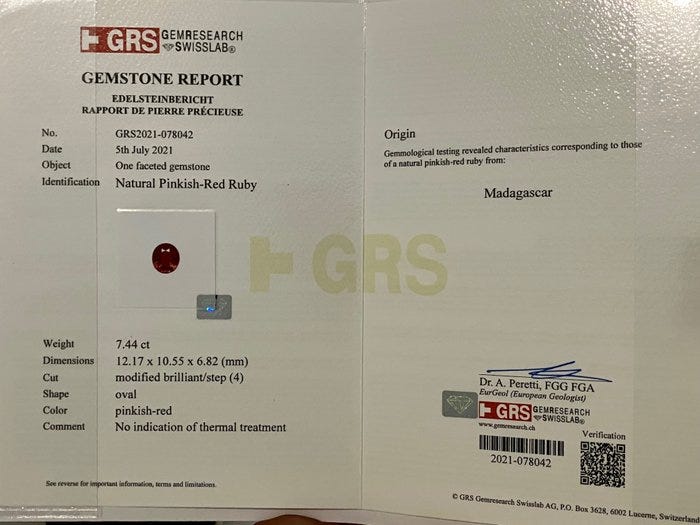 GRS GEMRESEARCH
SWISSLAB®
GEMSTONE REPORT
EDELSTEINBERICHT
RAPPORT DE PIERRE PRÉCIEUSE
No. GRS2021-078042
Date 5th July 2021
Object One faceted gemstone
Identification Natural Pinkish-Red Ruby
Weight 7.44 ct
Dimensions 12.17 x 10.55 x 6.82 (mm)
Cut modified brilliant/step (4)
Shape oval
Color pinkish-red
Comment No indication of thermal treatment
See reverse for important information, terms and limitations.
GRS
Origin
Gemmological testing revealed characteristics corresponding to those
of a natural pinkish-red ruby from:
Madagascar
Dr. A. Peretti, FGG FGA
EurGeol (European Geologist)
GRS GEMRESEARCH
SWISSLAB®
www.gemresearch.ch
2021-078042
Verification
© GRS Gemresearch Swisslab AG, P.O. Box 3628, 6002 Lucerne, Switzerland